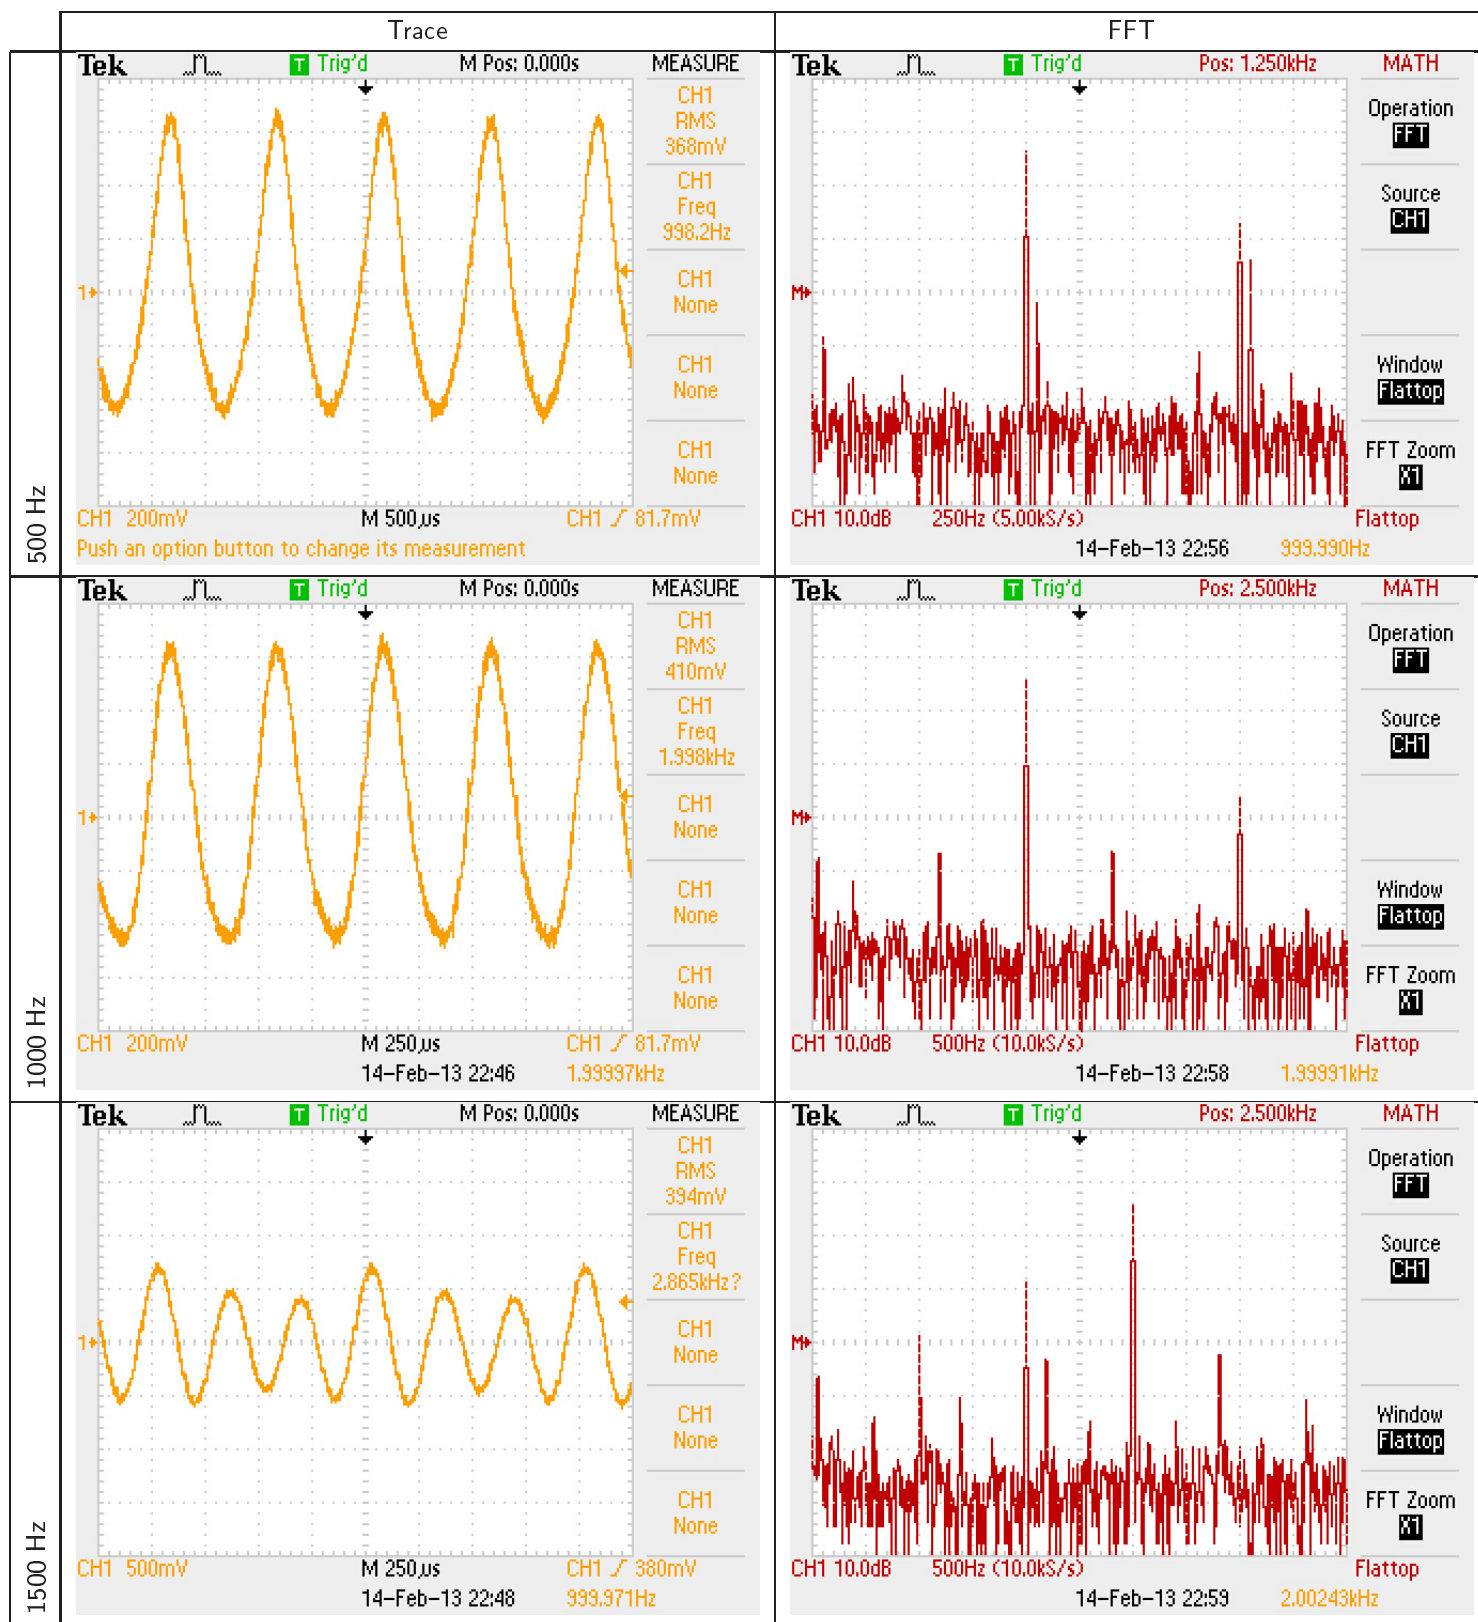 Trace
FFT
500 Hz
Tek
T Trig'd
M Pos: 0.000s
MEASURE
CH1
RMS
368mV
CH1
Freq
998.2Hz
CH1
None
CH1
None
CH1
None
1
CH1 200mV
M 500µs
CH1 81.7mV
Push an option button to change its measurement
Tek
T Trig'd
Pos: 1.250kHz
MATH
Operation
FFT
Source
CH1
Window
Flattop
FFT Zoom
X1
M
CH1 10.0dB
250Hz (5.00kS/s)
Flattop
14-Feb-13 22:56
999.990Hz
1000 Hz
Tek
T Trig'd
M Pos: 0.000s
MEASURE
CH1
RMS
410mV
CH1
Freq
1.998kHz
CH1
None
CH1
None
CH1
None
1
CH1 200mV
M 250µs
CH1 81.7mV
14-Feb-13 22:46
1.99997kHz
Tek
T Trig'd
Pos: 2.500kHz
MATH
Operation
FFT
Source
CH1
Window
Flattop
FFT Zoom
X1
M
CH1 10.0dB
500Hz (10.0kS/s)
Flattop
14-Feb-13 22:58
1.99991kHz
1500 Hz
Tek
T Trig'd
M Pos: 0.000s
MEASURE
CH1
RMS
394mV
CH1
Freq
2.865kHz?
CH1
None
CH1
None
CH1
None
1
CH1 500mV
M 250µs
CH1 380mV
14-Feb-13 22:48
999.971Hz
Tek
T Trig'd
Pos: 2.500kHz
MATH
Operation
FFT
Source
CH1
Window
Flattop
FFT Zoom
X1
M
CH1 10.0dB
500Hz (10.0kS/s)
Flattop
14-Feb-13 22:59
2.00243kHz